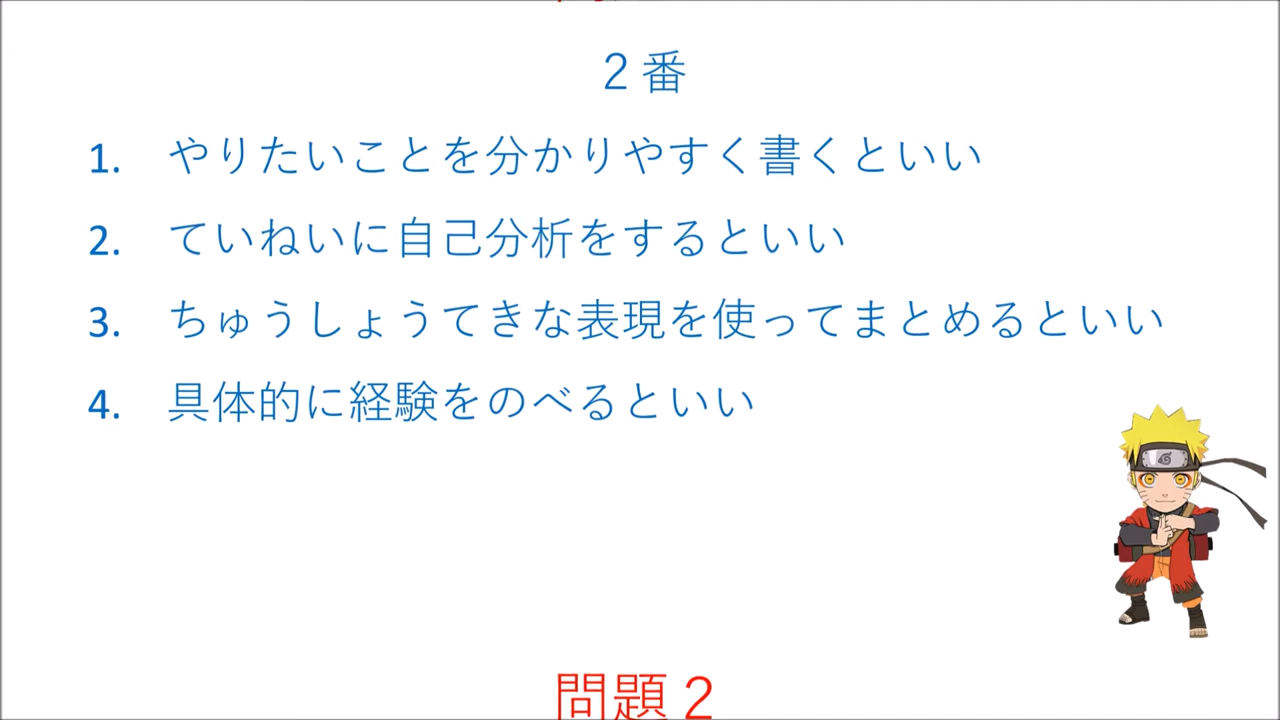 ２番
1. やりたいことを分かりやすく書くといい
2. ていねいに自己分析をするといい
3. ちゅうしょうてきな表現を使ってまとめるといい
4. 具体的に経験をのべるといい
問題２